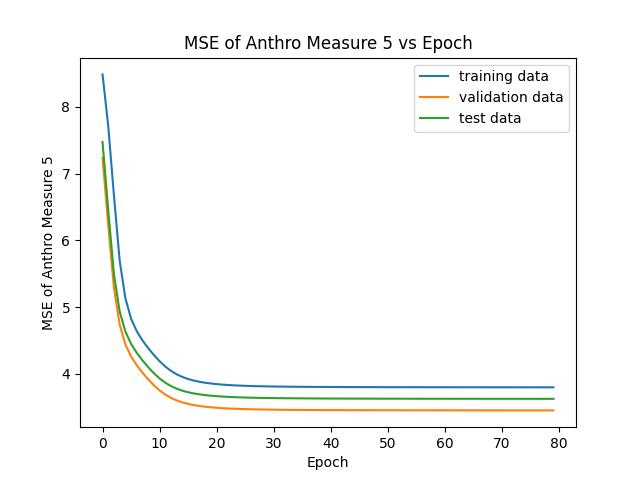 MSE of Anthro Measure 5 vs Epoch
training data
validation data
test data
MSE of Anthro Measure 5
8
7
6
5
4
0 10 20 30 40 50 60 70 80
Epoch